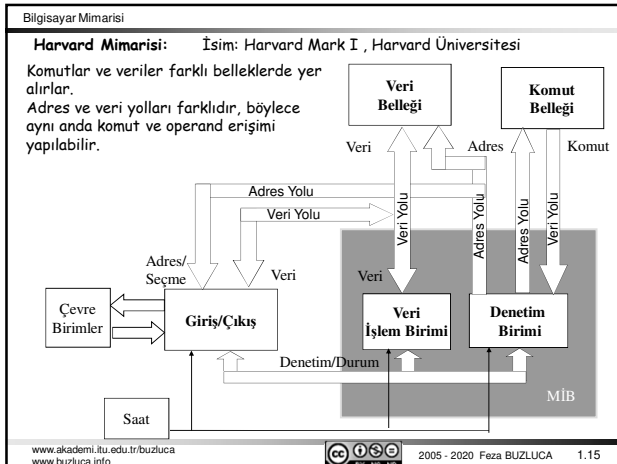 Bilgisayar Mimarisi
Harvard Mimarisi: İsim: Harvard Mark I , Harvard Üniversitesi
Komutlar ve veriler farklı belleklerde yer
alırlar.
Adres ve veri yolları farklıdır, böylece
aynı anda komut ve operand erişimi
yapılabilir.
Veri
Belleği
Komut
Belleği
Veri
Adres
Komut
Adres Yolu
Veri Yolu
Veri Yolu
Adres Yolu
Adres Yolu
Veri Yolu
Adres/
Seçme
Veri
Veri
Çevre
Birimler
Giriş/Çıkış
Veri
İşlem Birimi
Denetim
Birimi
Denetim/Durum
MİB
Saat
www.akademi.itu.edu.tr/buzluca
www.buzluca.info
cc
BY NC ND
2005 - 2020 Feza BUZLUCA
1.15